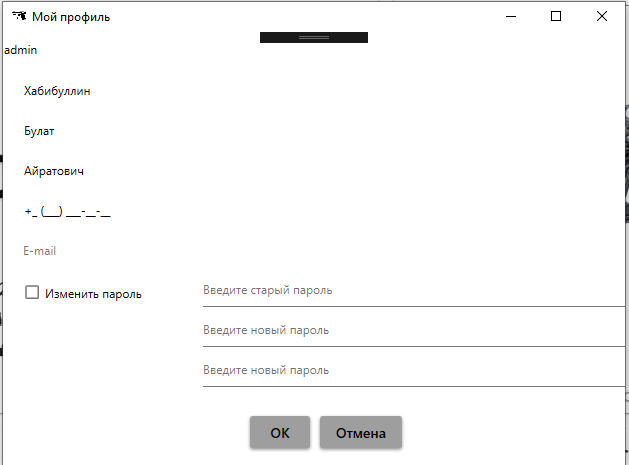 Мой профиль
admin
Хабибуллин
Булат
Айратович
+_ (___) ___-__-__
E-mail
Изменить пароль
Введите старый пароль
Введите новый пароль
Введите новый пароль
OK Отмена